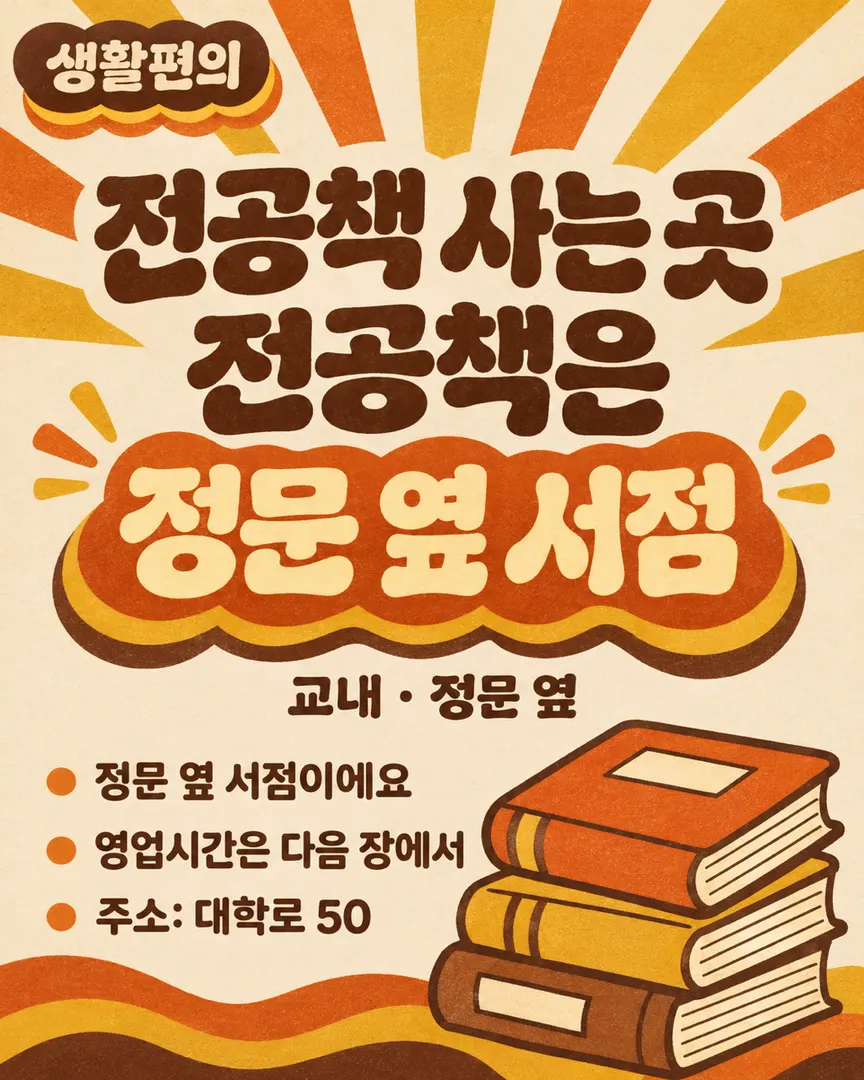 생활편의
전공책 사는곳
전공책은
정문 옆 서점
교내 · 정문 옆
정문 옆 서점이에요
영업시간은 다음 장에서
주소: 대학로 50